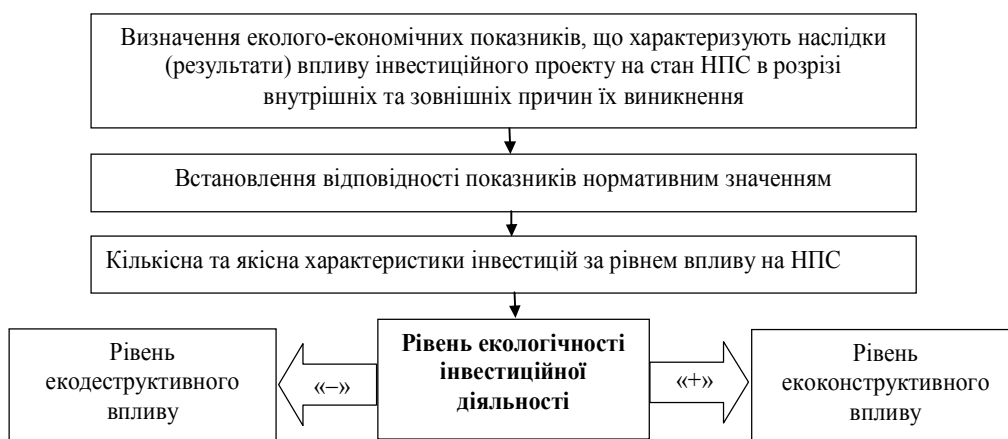 Визначення еколого-економічних показників, що характеризують наслідки
(результати) впливу інвестиційного проекту на стан НПС в розрізі
внутрішніх та зовнішніх причин їх виникнення
Встановлення відповідності показників нормативним значенням
Кількісна та якісна характеристики інвестицій за рівнем впливу на НПС
Рівень
екодеструктивного
впливу
«–»
Рівень екологічності
інвестиційної
діяльності
«+»
Рівень
екоконструктивного
впливу